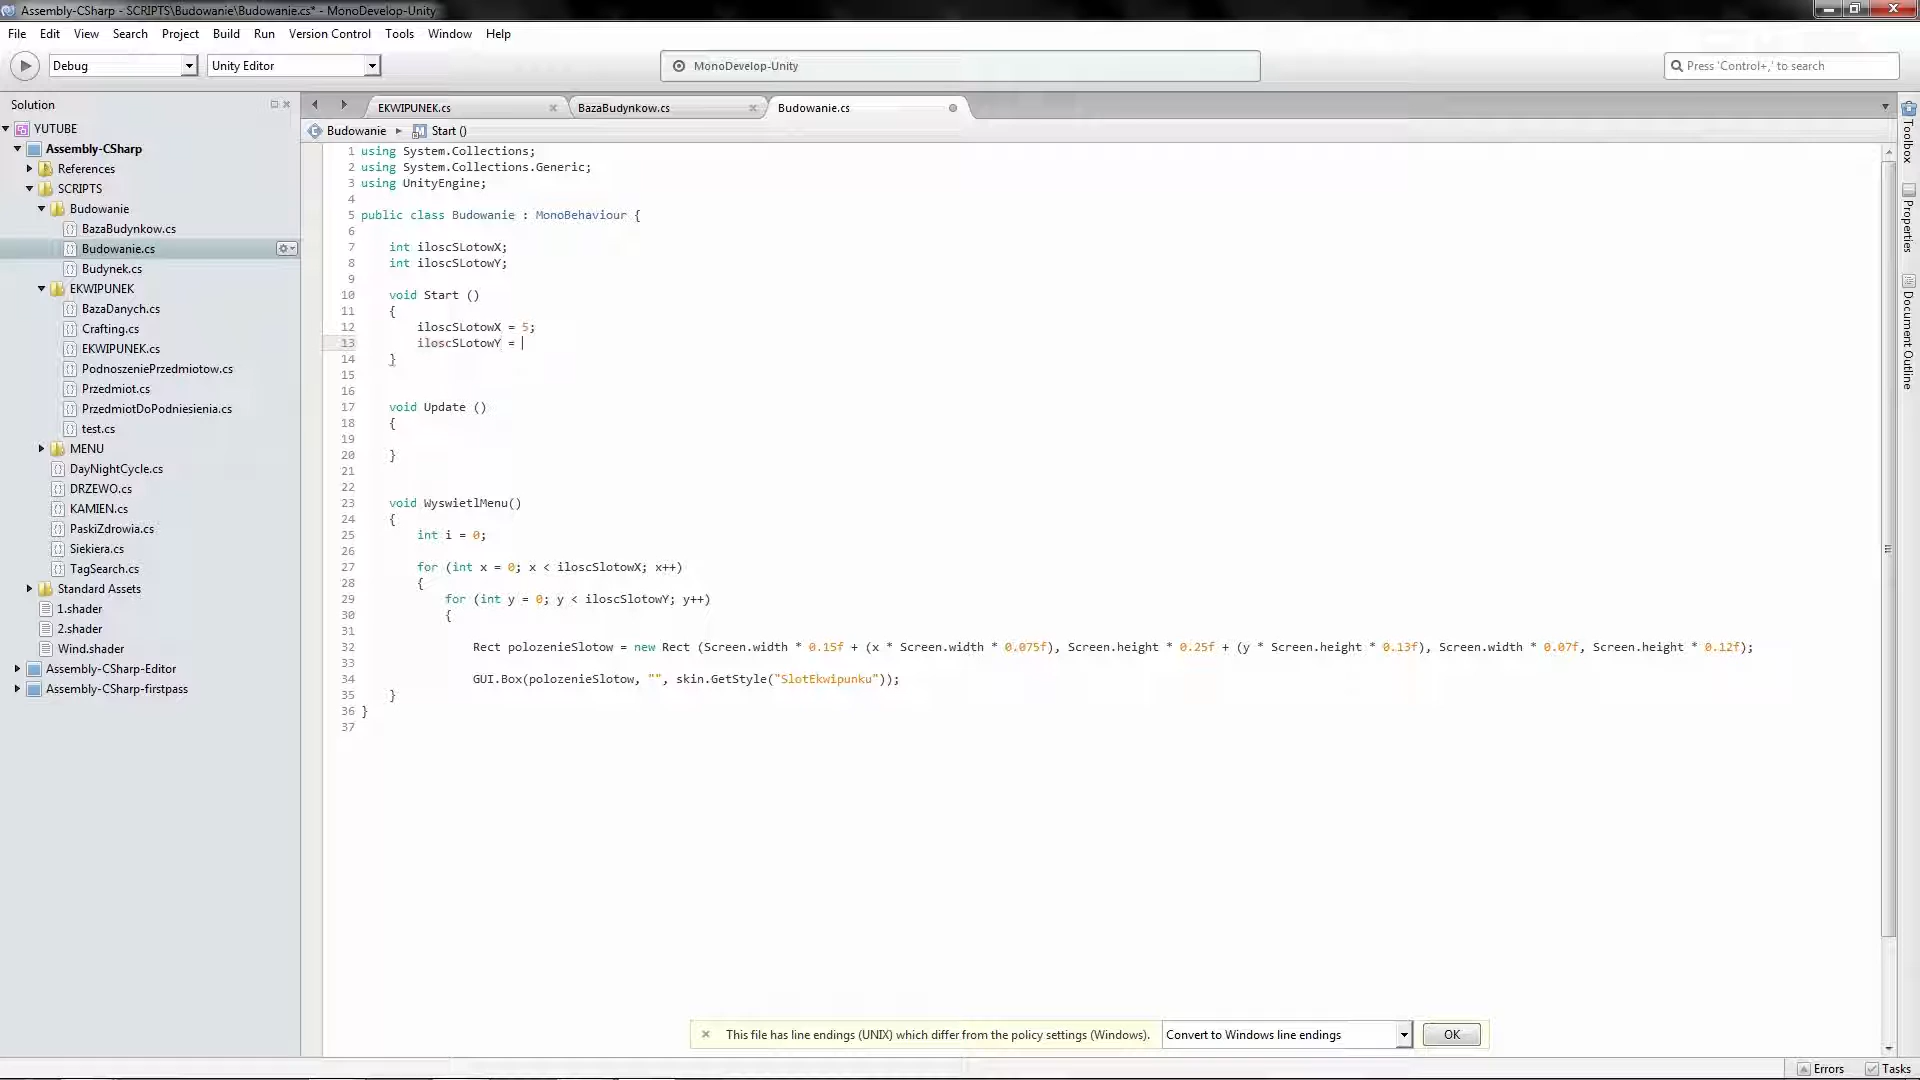 Assembly-CSharp - SCRIPTS\Budowanie\Budowanie.cs* - MonoDevelop-Unity
File Edit View Search Project Build Run Version Control Tools Window Help
Debug Unity Editor MonoDevelop-Unity Press 'Control+,' to search
Solution
YUTUBE
Assembly-CSharp
References
SCRIPTS
Budowanie
BazaBudynkow.cs
Budowanie.cs
Budynek.cs
EKWIPUNEK
BazaDanych.cs
Crafting.cs
EKWIPUNEK.cs
PodnoszeniePrzedmiotow.cs
Przedmiot.cs
PrzedmiotDoPodniesienia.cs
test.cs
MENU
DayNightCycle.cs
DRZEWO.cs
KAMIEN.cs
PaskiZdrowia.cs
Siekiera.cs
TagSearch.cs
Standard Assets
1.shader
2.shader
Wind.shader
Assembly-CSharp-Editor
Assembly-CSharp-firstpass
EKWIPUNEK.cs BazaBudynkow.cs Budowanie.cs
Budowanie Start ()
1 using System.Collections;
2 using System.Collections.Generic;
3 using UnityEngine;
4
5 public class Budowanie : MonoBehaviour {
6
7 int iloscSLotowX;
8 int iloscSLotowY;
9
10 void Start ()
11 {
12 iloscSLotowX = 5;
13 iloscSLotowY =
14 }
15
16
17 void Update ()
18 {
19
20 }
21
22
23 void WyswietlMenu()
24 {
25 int i = 0;
26
27 for (int x = 0; x < iloscSlotowX; x++)
28 {
29 for (int y = 0; y < iloscSlotowY; y++)
30 {
31
32 Rect polozenieSlotow = new Rect (Screen.width * 0.15f + (x * Screen.width * 0.075f), Screen.height * 0.25f + (y * Screen.height * 0.13f), Screen.width * 0.07f, Screen.height * 0.12f);
33
34 GUI.Box(polozenieSlotow, "", skin.GetStyle("SlotEkwipunku"));
35 }
36 }
37
Toolbox
Properties
Document Outline
This file has line endings (UNIX) which differ from the policy settings (Windows). Convert to Windows line endings OK
Errors Tasks